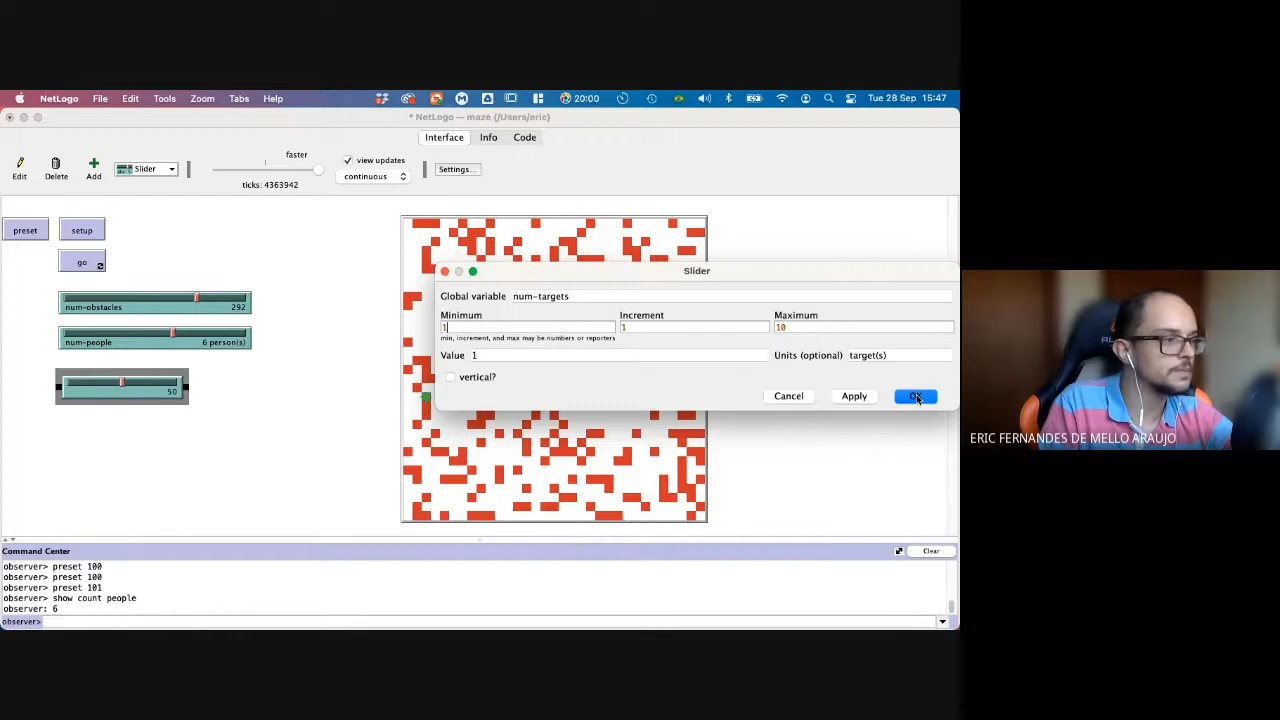 NetLogo File Edit Tools Zoom Tabs Help 20:00 Tue 28 Sep 15:47
* NetLogo — maze {/Users/eric}
Interface Info Code
Edit Delete Add Slider faster view updates continuous Settings...
ticks: 4363942
preset setup
go
num-obstacles 292
num-people 6 person(s)
50
Slider
Global variable num-targets
Minimum Increment Maximum
1 1 10
min, increment, and max may be numbers or reporters
Value 1 Units (optional) target(s)
vertical?
Cancel Apply OK
ERIC FERNANDES DE MELLO ARAUJO
Command Center Clear
observer> preset 100
observer> preset 100
observer> preset 101
observer> show count people
observer: 6
observer>